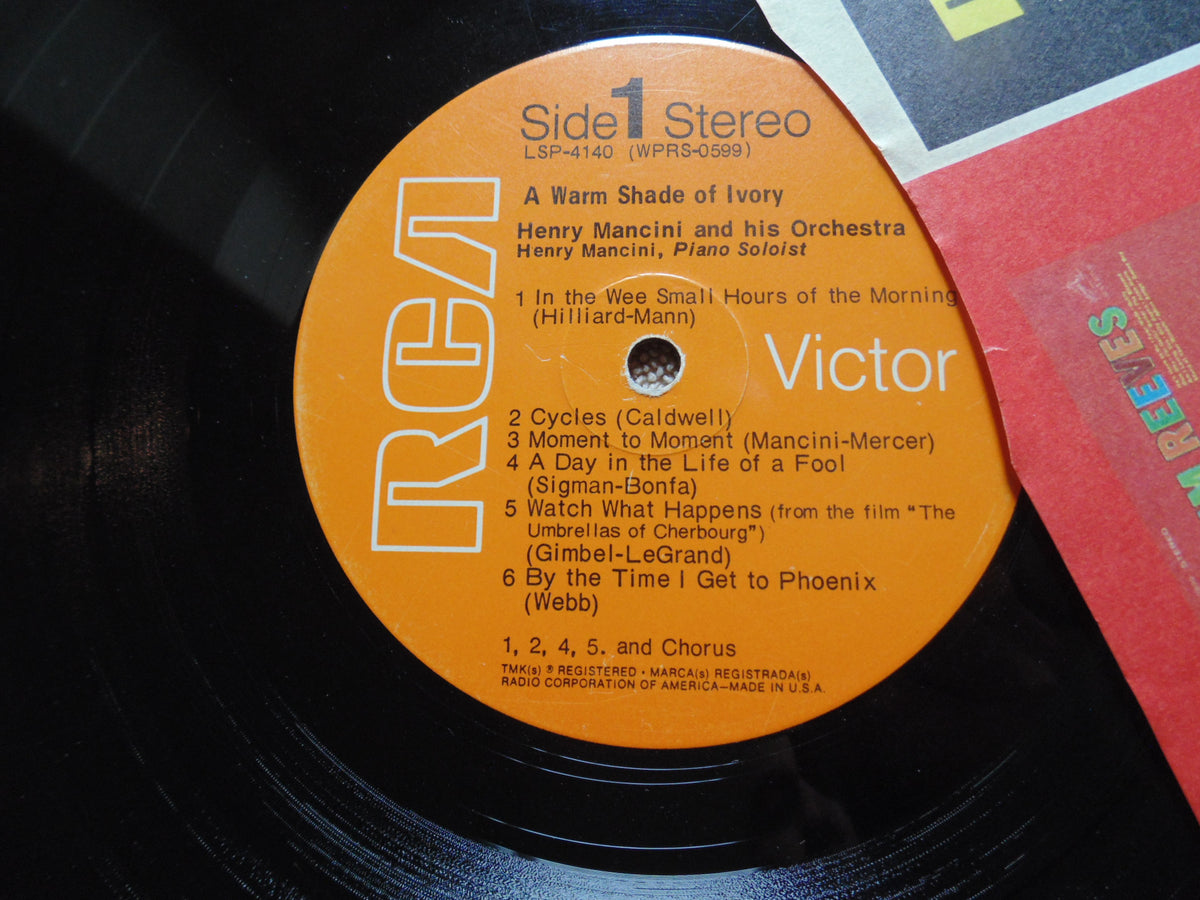 Side 1 Stereo
LSP-4140 (WPRS-0599)
A Warm Shade of Ivory
Henry Mancini and his Orchestra
Henry Mancini, Piano Soloist
RCA
1 In the Wee Small Hours of the Morning
(Hilliard-Mann)
Victor
2 Cycles (Caldwell)
3 Moment to Moment (Mancini-Mercer)
4 A Day in the Life of a Fool
(Sigman-Bonfa)
5 Watch What Happens (from the film "The
Umbrellas of Cherbourg")
(Gimbel-LeGrand)
6 By the Time I Get to Phoenix
(Webb)
1, 2, 4, 5. and Chorus
TMK(s) ® REGISTERED • MARCA(s) REGISTRADA(s)
RADIO CORPORATION OF AMERICA—MADE IN U.S.A.
M REEVES
STEREO